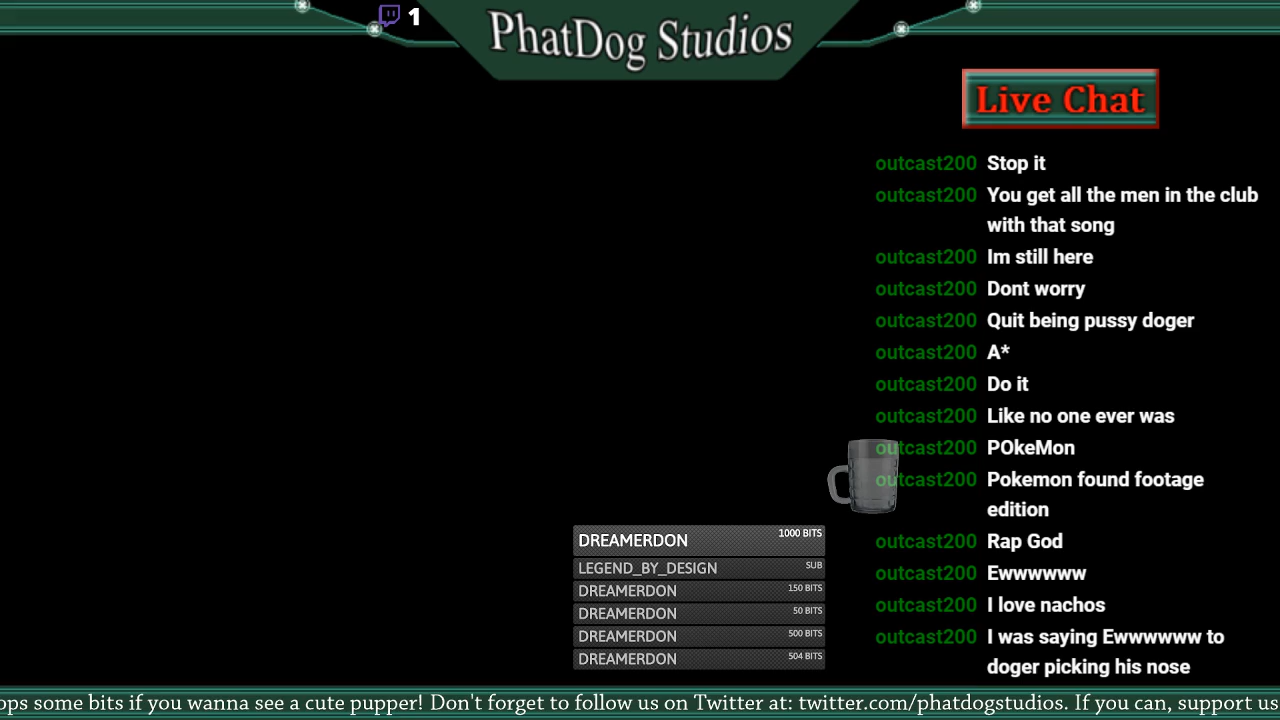 1
PhatDog Studios
Live Chat
outcast200 Stop it
outcast200 You get all the men in the club
with that song
outcast200 Im still here
outcast200 Dont worry
outcast200 Quit being pussy doger
outcast200 A*
outcast200 Do it
outcast200 Like no one ever was
outcast200 POkeMon
outcast200 Pokemon found footage
edition
outcast200 Rap God
outcast200 Ewwwwww
outcast200 I love nachos
outcast200 I was saying Ewwwwww to
doger picking his nose
DREAMERDON 1000 BITS
LEGEND_BY_DESIGN SUB
DREAMERDON 150 BITS
DREAMERDON 50 BITS
DREAMERDON 500 BITS
DREAMERDON 504 BITS
ops some bits if you wanna see a cute pupper! Don't forget to follow us on Twitter at: twitter.com/phatdogstudios. If you can, support us